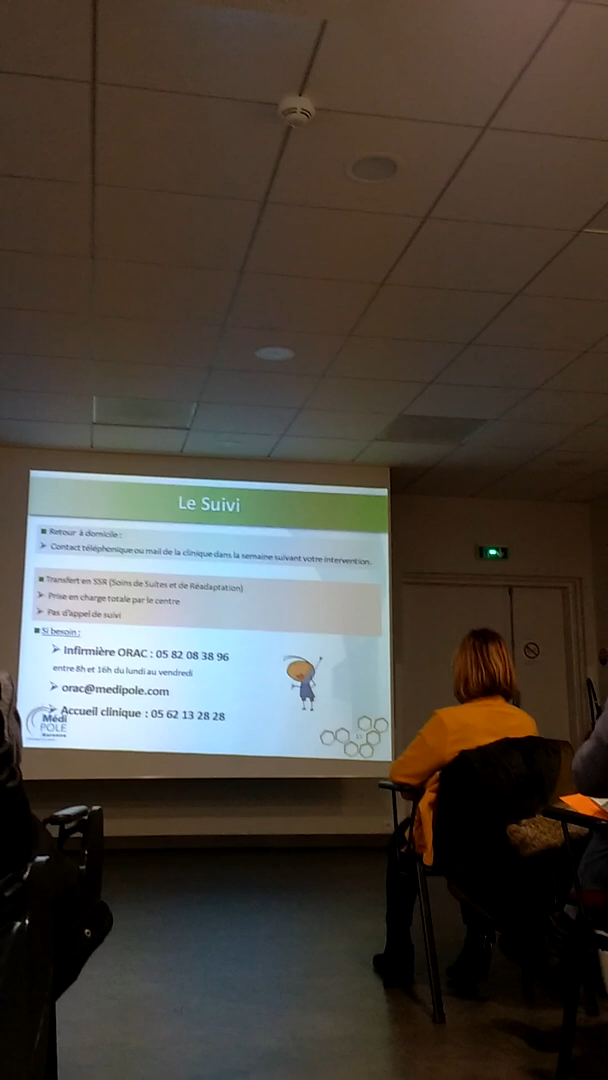 Le Suivi
■ Retour à domicile :
➢ Contact téléphonique ou mail de la clinique dans la semaine suivant votre intervention.
■ Transfert en SSR (Soins de Suites et de Réadaptation)
➢ Prise en charge totale par le centre
➢ Pas d'appel de suivi
■ Si besoin :
➢ Infirmière ORAC : 05 82 08 38 96
entre 8h et 16h du lundi au vendredi
➢ orac@medipole.com
➢ Accueil clinique : 05 62 13 28 28
Médi
PÔLE
Garonne